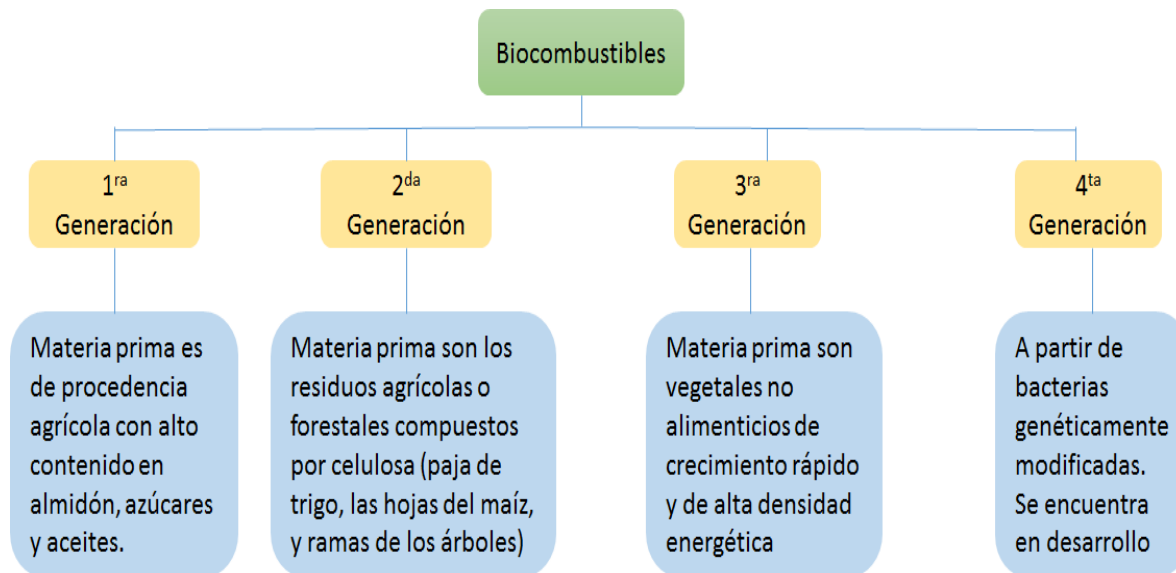 Biocombustibles
1ra
Generación
2da
Generación
3ra
Generación
4ta
Generación
Materia prima es
de procedencia
agrícola con alto
contenido en
almidón, azúcares
y aceites.
Materia prima son los
residuos agrícolas o
forestales compuestos
por celulosa (paja de
trigo, las hojas del maíz,
y ramas de los árboles)
Materia prima son
vegetales no
alimenticios de
crecimiento rápido
y de alta densidad
energética
A partir de
bacterias
genéticamente
modificadas.
Se encuentra
en desarrollo